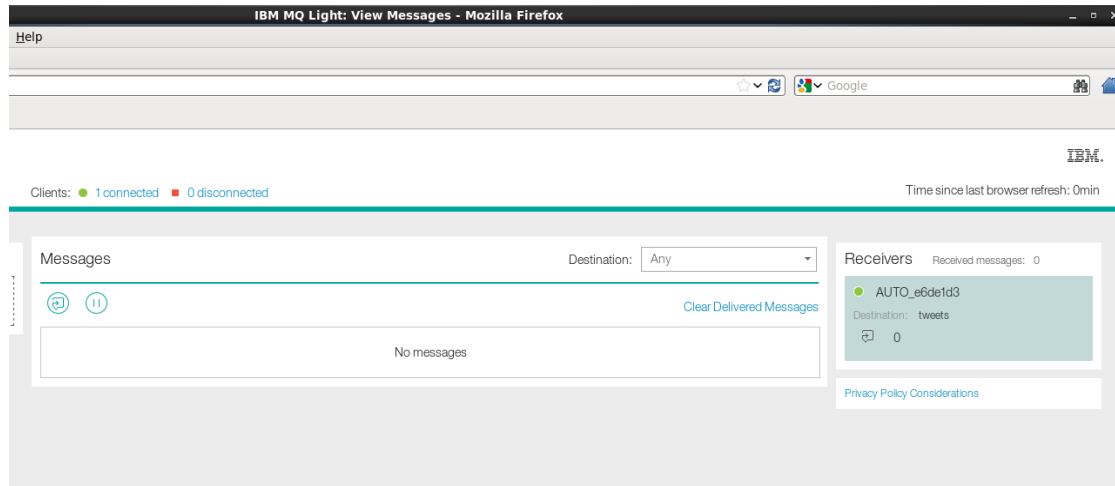 IBM MQ Light: View Messages - Mozilla Firefox
Help
Google
IBM.
Clients: 1 connected 0 disconnected
Time since last browser refresh: 0min
Messages
Destination: Any
Clear Delivered Messages
No messages
Receivers Received messages: 0
AUTO_e6de1d3
Destination: tweets
0
Privacy Policy Considerations